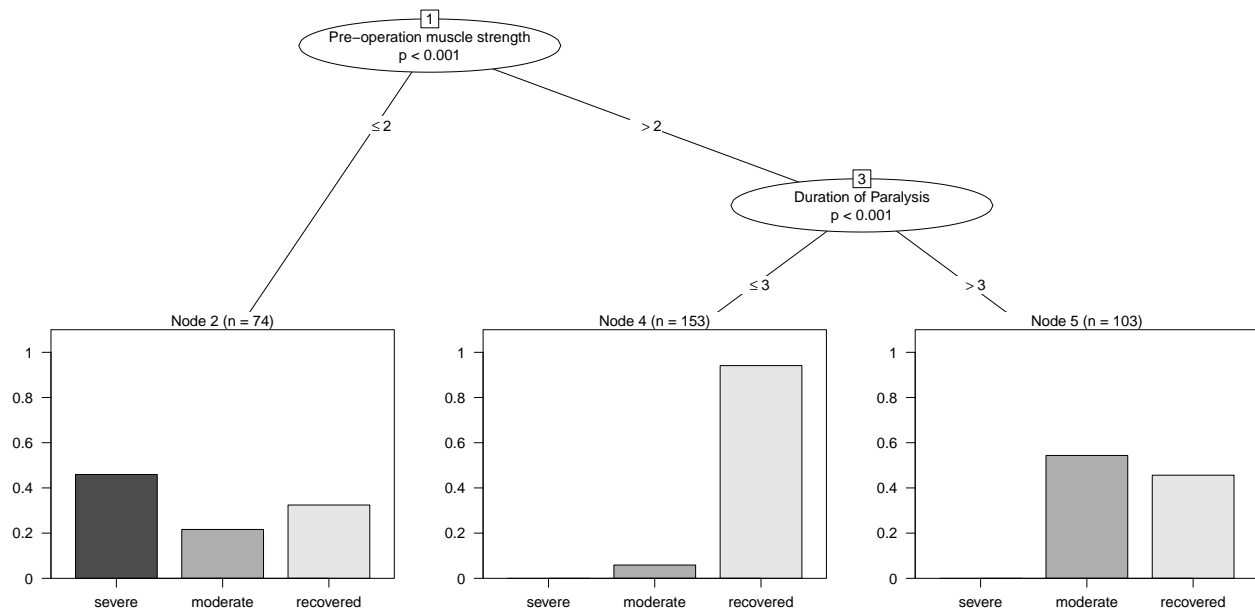 1
Pre−operation muscle strength
p < 0.001
≤ 2
> 2
3
Duration of Paralysis
p < 0.001
≤ 3
> 3
Node 2 (n = 74)
1
0.8
0.6
0.4
0.2
0
severe moderate recovered
Node 4 (n = 153)
1
0.8
0.6
0.4
0.2
0
severe moderate recovered
Node 5 (n = 103)
1
0.8
0.6
0.4
0.2
0
severe moderate recovered